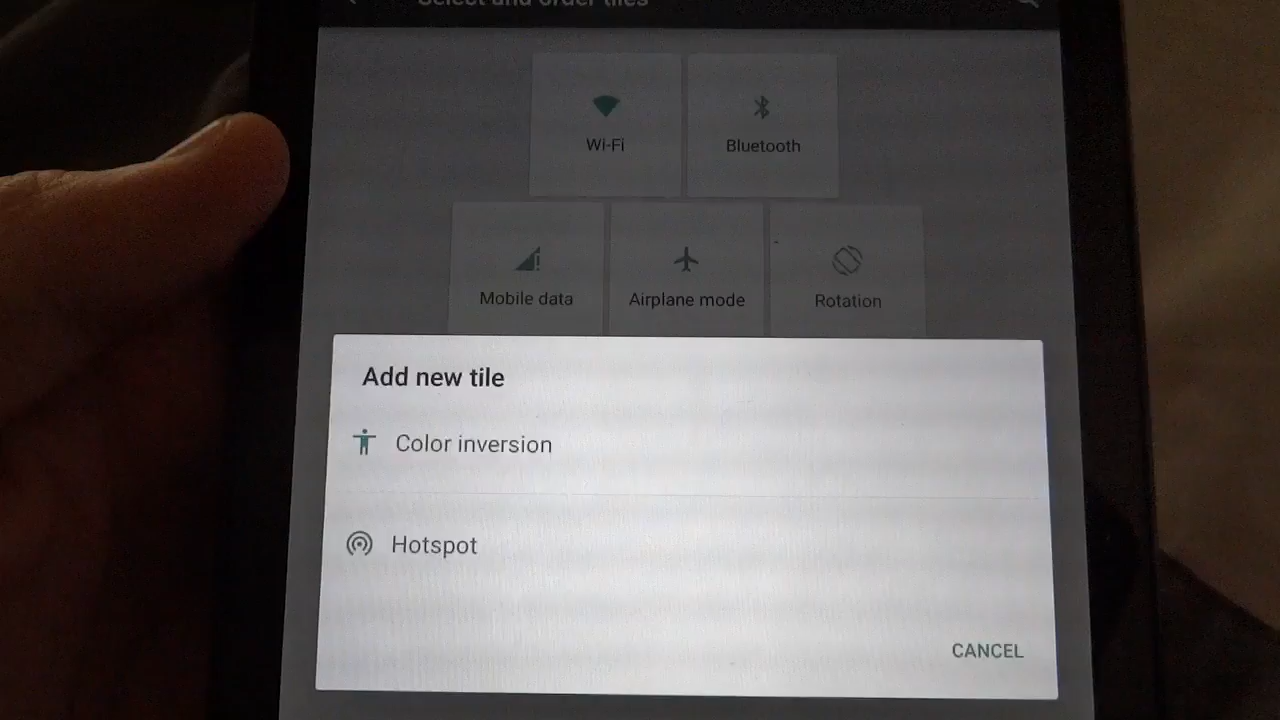 Select and order tiles
Wi-Fi
Bluetooth
Mobile data
Airplane mode
Rotation
Add new tile
Color inversion
Hotspot
CANCEL